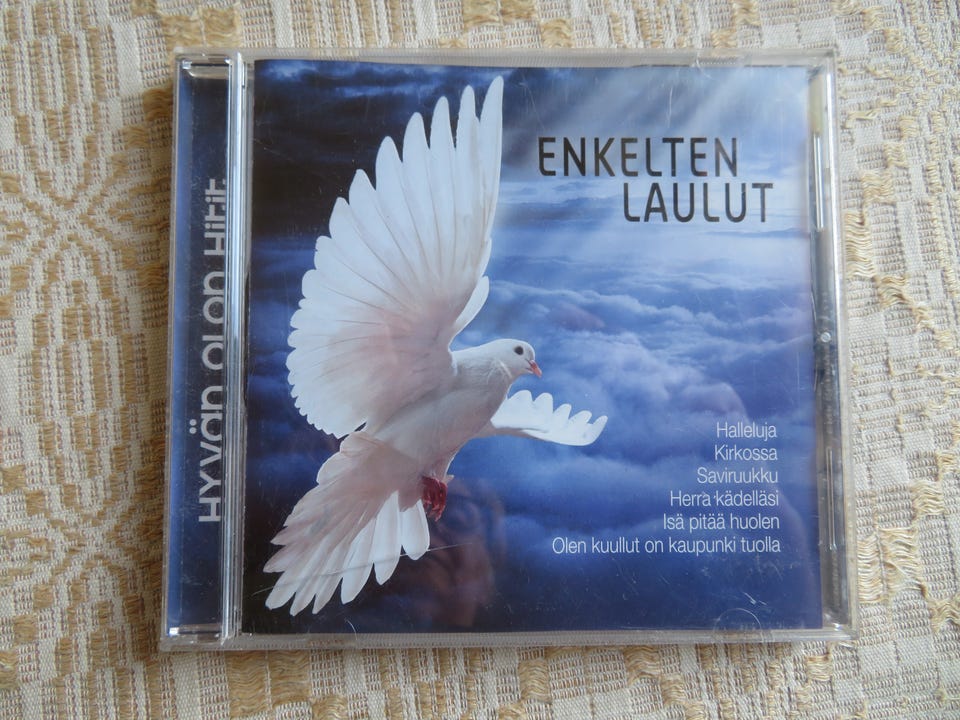 Hyvän olon Hitit
ENKELTEN
LAULUT
Halleluja
Kirkossa
Saviruukku
Herra kädelläsi
Isä pitää huolen
Olen kuullut on kaupunki tuolla